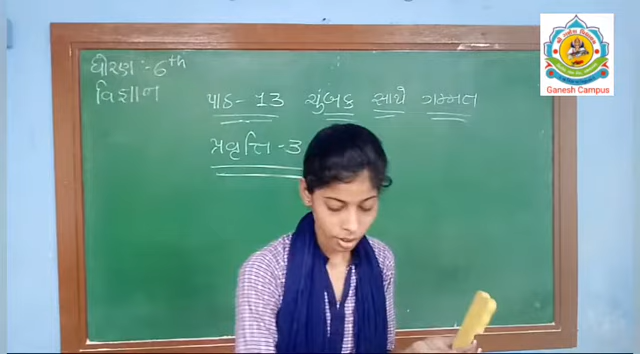 ધોરણ :- 6th
વિજ્ઞાન
પાઠ - 13 ચુંબક સાથે ગમ્મત
પ્રવૃત્તિ - 3
Ganesh Campus